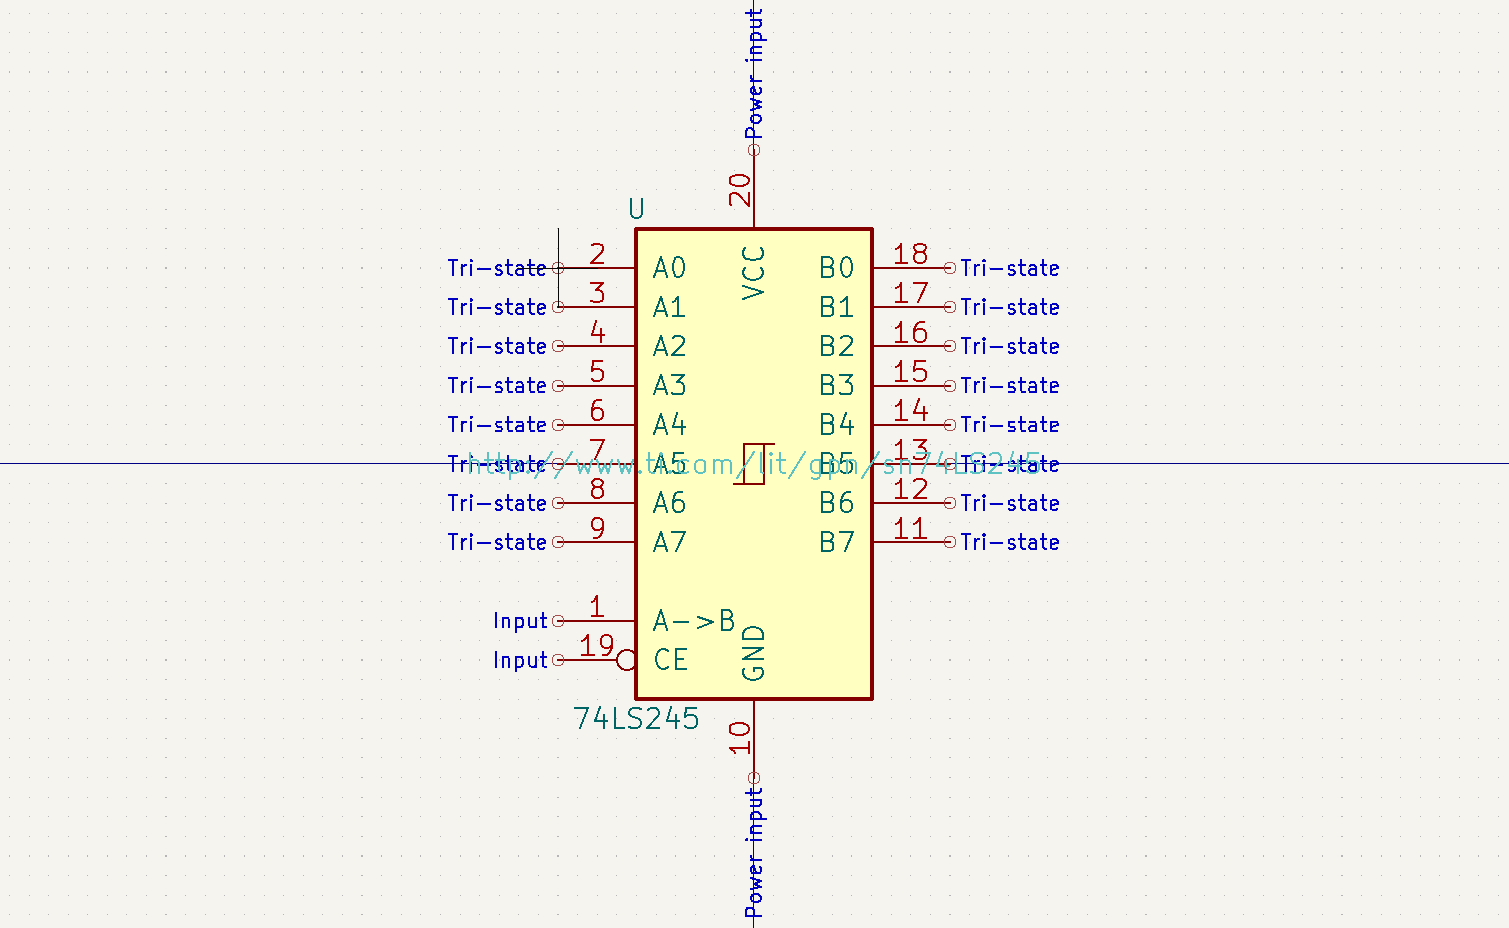 Power input
20
U
VCC
Tri-state 2 A0 B0 18 Tri-state
Tri-state 3 A1 B1 17 Tri-state
Tri-state 4 A2 B2 16 Tri-state
Tri-state 5 A3 B3 15 Tri-state
Tri-state 6 A4 B4 14 Tri-state
Tri-state 7 A5 B5 13 Tri-state
http://www.ti.com/lit/gpn/sn74LS245
Tri-state 8 A6 B6 12 Tri-state
Tri-state 9 A7 B7 11 Tri-state
Input 1 A->B
Input 19 CE
GND
74LS245
10
Power input